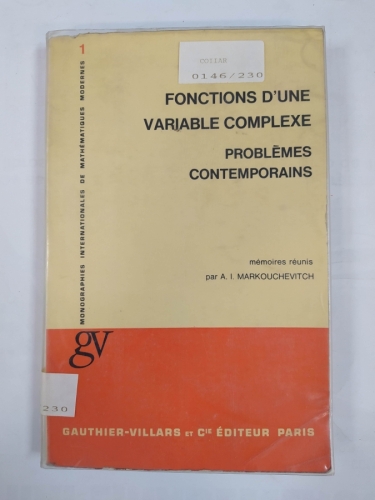 1
MONOGRAPHIES INTERNATIONALES DE MATHÉMATIQUES MODERNES
0146/230
FONCTIONS D'UNE
VARIABLE COMPLEXE
PROBLÈMES
CONTEMPORAINS
mémoires réunis
par A. I. MARKOUCHEVITCH
gv
230
GAUTHIER-VILLARS ET Cie ÉDITEUR PARIS